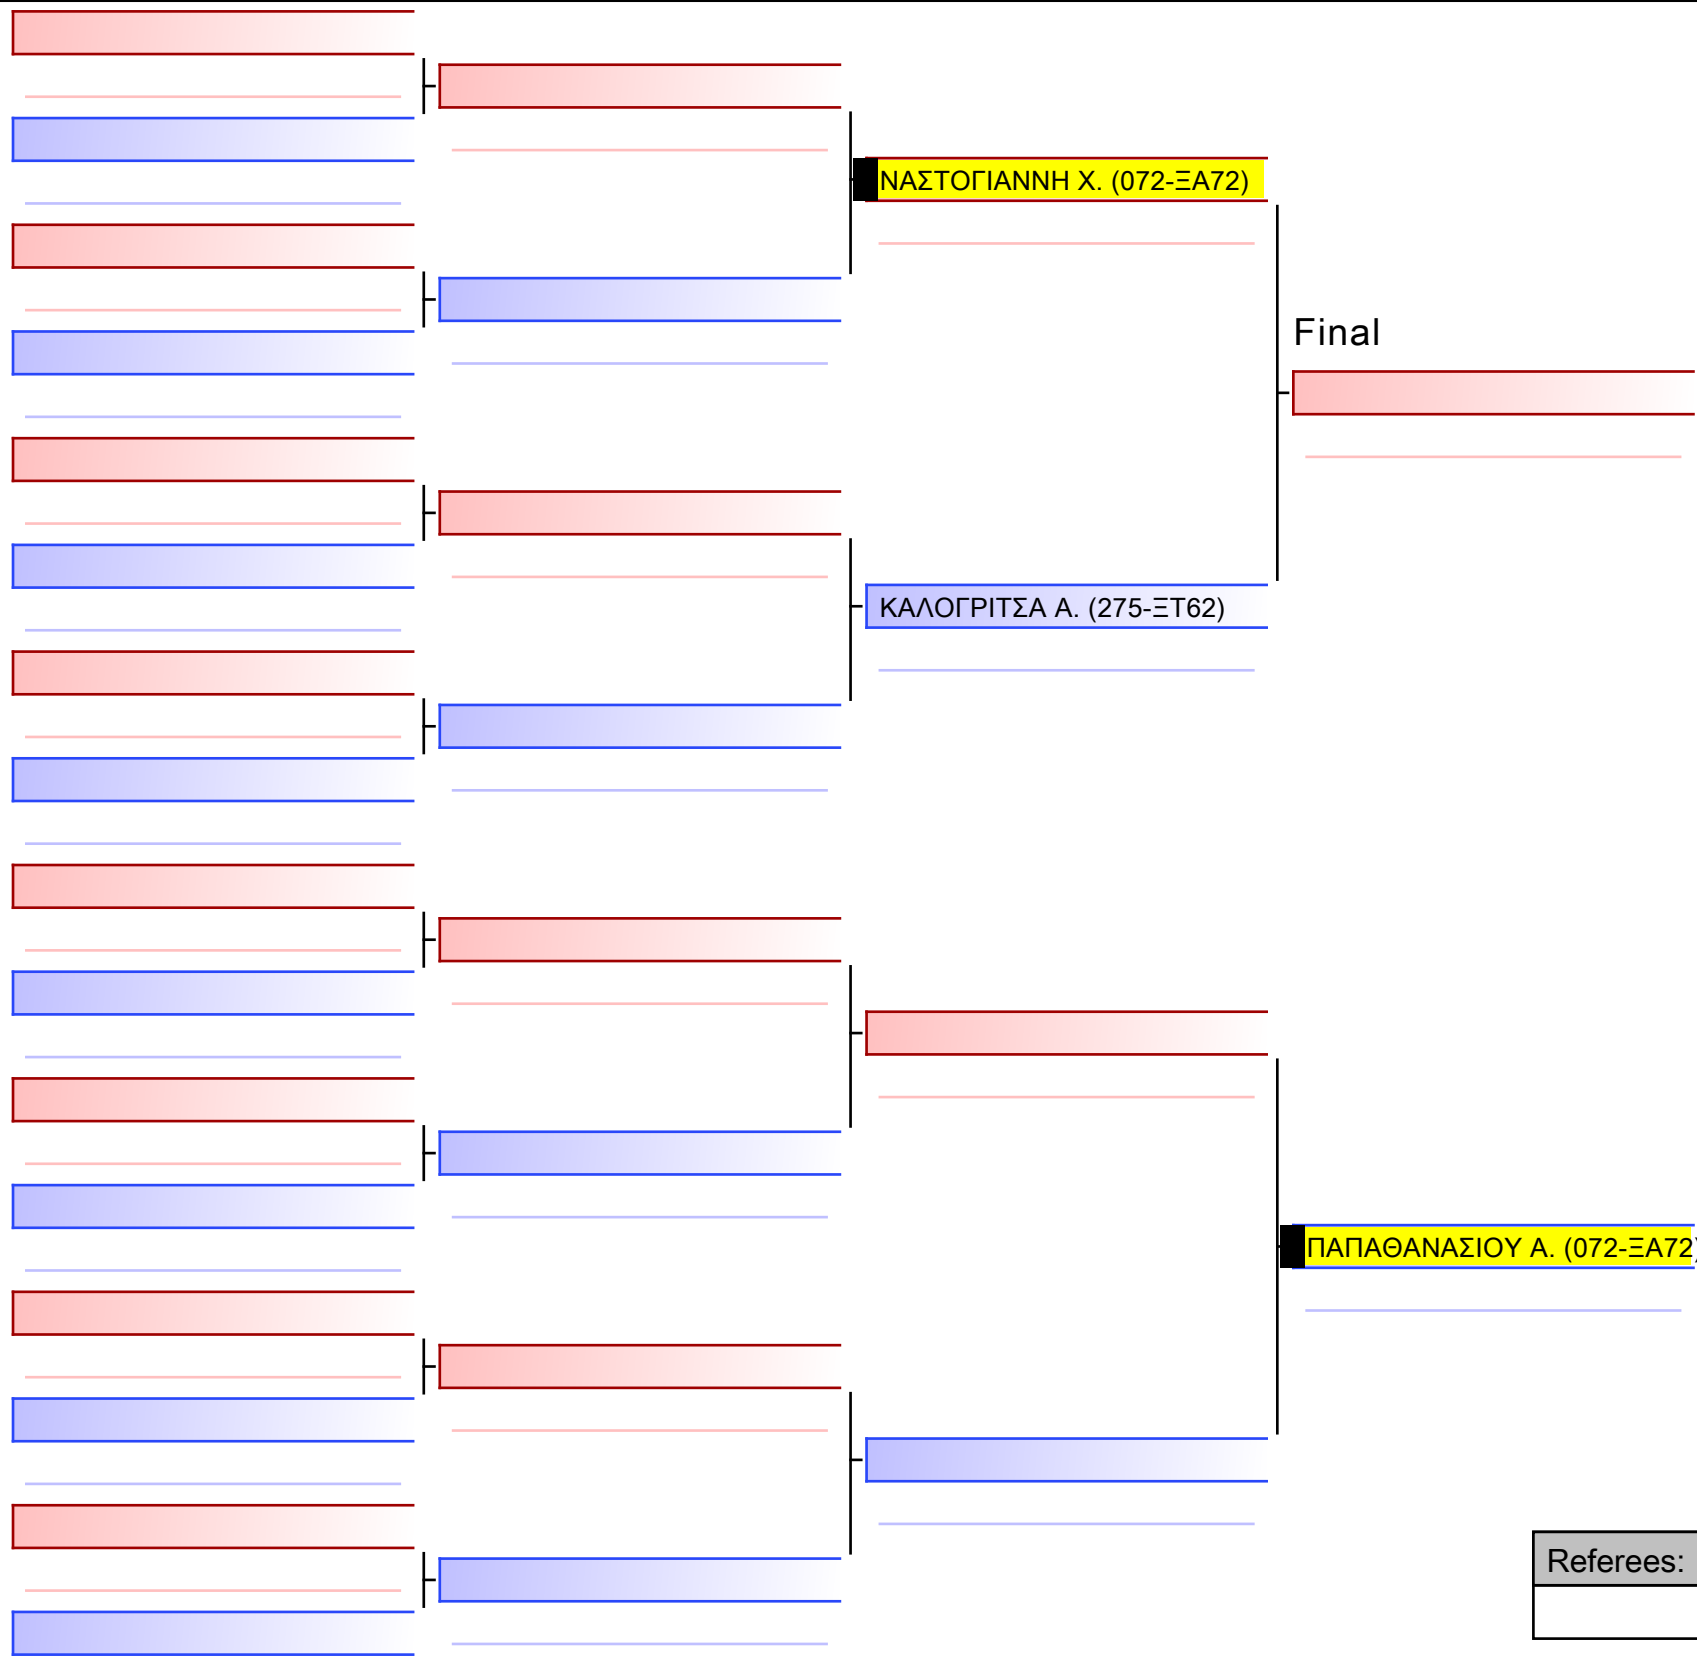 ΝΑΣΤΟΓΙΑΝΝΗ Χ. (072-ΞΑ72)
Final
ΚΑΛΟΓΡΙΤΣΑ Α. (275-ΞΤ62)
ΠΑΠΑΘΑΝΑΣΙΟΥ Α. (072-ΞΑ72)
Referees: